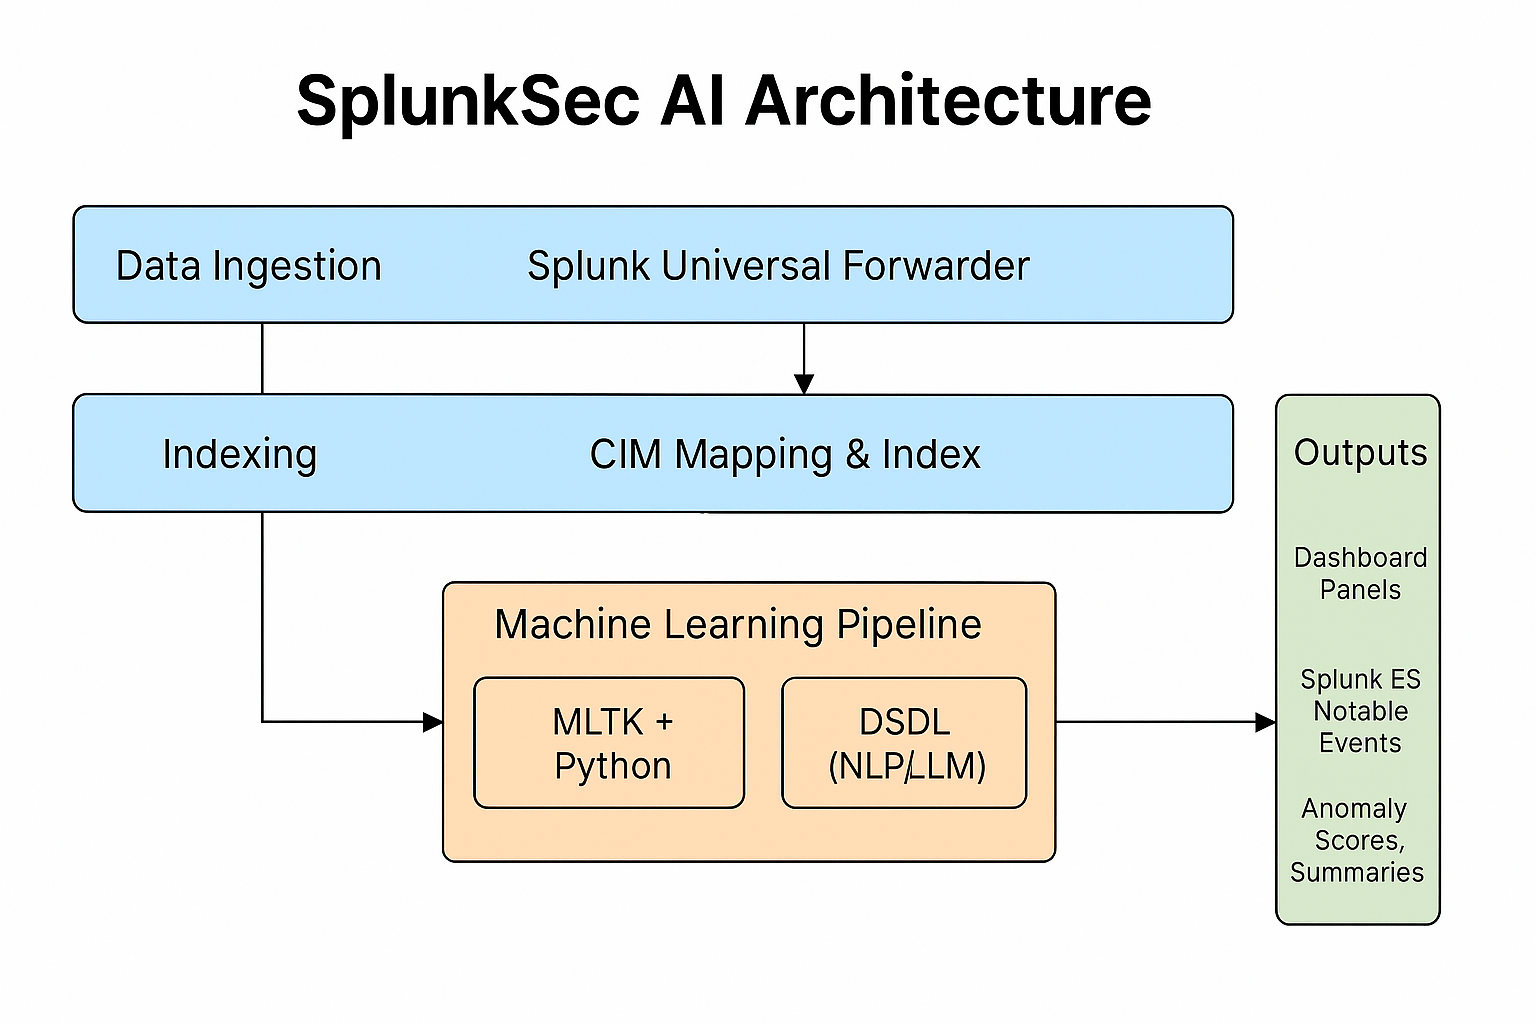 SplunkSec AI Architecture
Data Ingestion
Splunk Universal Forwarder
Indexing
CIM Mapping & Index
Machine Learning Pipeline
MLTK +
Python
DSDL
(NLP/LLM)
Outputs
Dashboard
Panels
Splunk ES
Notable
Events
Anomaly
Scores,
Summaries